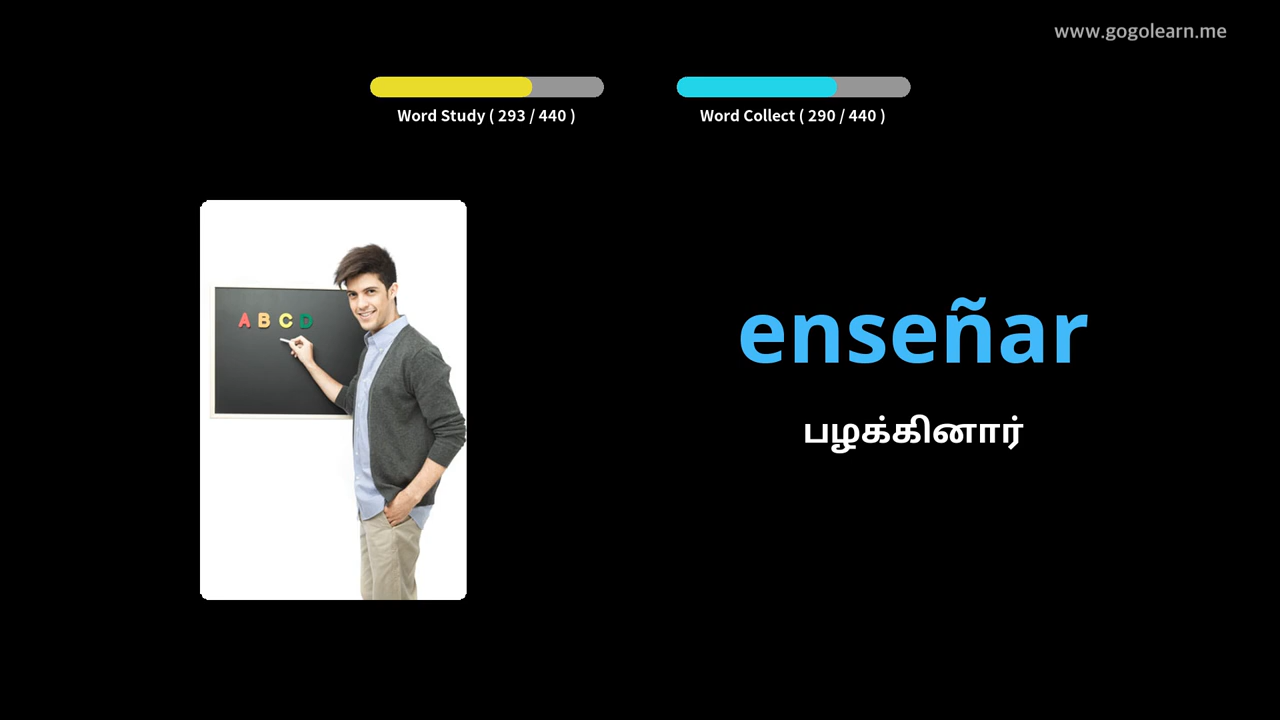 www.gogolearn.me
Word Study ( 293 / 440 )
Word Collect ( 290 / 440 )
A B C D
enseñar
பழக்கினார்